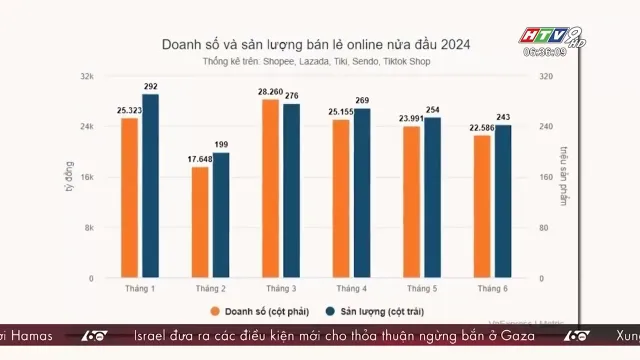 HTV9
HD
06:36:09
Doanh số và sản lượng bán lẻ online nửa đầu 2024
Thống kê trên: Shopee, Lazada, Tiki, Sendo, Tiktok Shop
32k
24k
16k
8k
0
tỷ đồng
25.323
292
17.648
199
28.260
276
25.155
269
23.991
254
22.586
243
320
240
160
80
0
triệu sản phẩm
Tháng 1
Tháng 2
Tháng 3
Tháng 4
Tháng 5
Tháng 6
Doanh số (cột phải)
Sản lượng (cột trái)
VnExpress | Metric
ới Hamas
60
Israel đưa ra các điều kiện mới cho thỏa thuận ngừng bắn ở Gaza
60
Xung